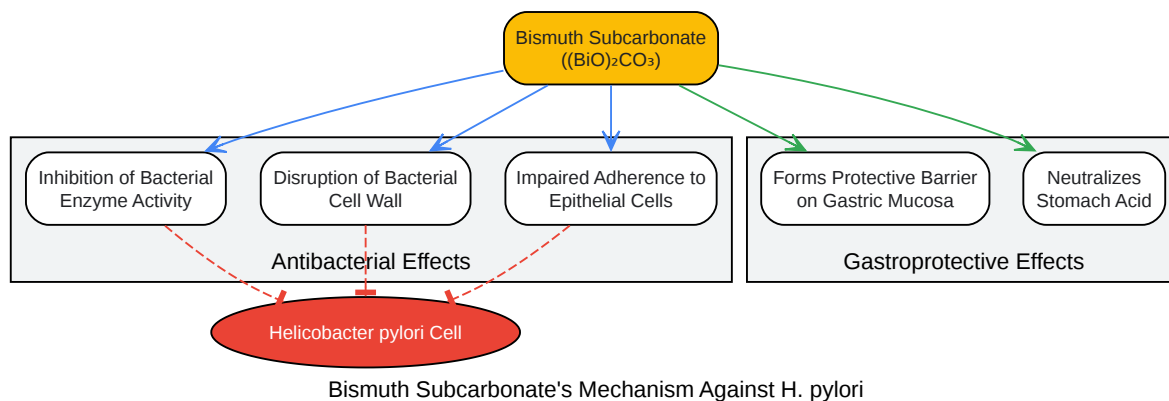 Bismuth Subcarbonate
((BiO)₂CO₃)
Inhibition of Bacterial
Enzyme Activity
Disruption of Bacterial
Cell Wall
Impaired Adherence to
Epithelial Cells
Forms Protective Barrier
on Gastric Mucosa
Neutralizes
Stomach Acid
Antibacterial Effects
Gastroprotective Effects
Helicobacter pylori Cell
Bismuth Subcarbonate's Mechanism Against H. pylori